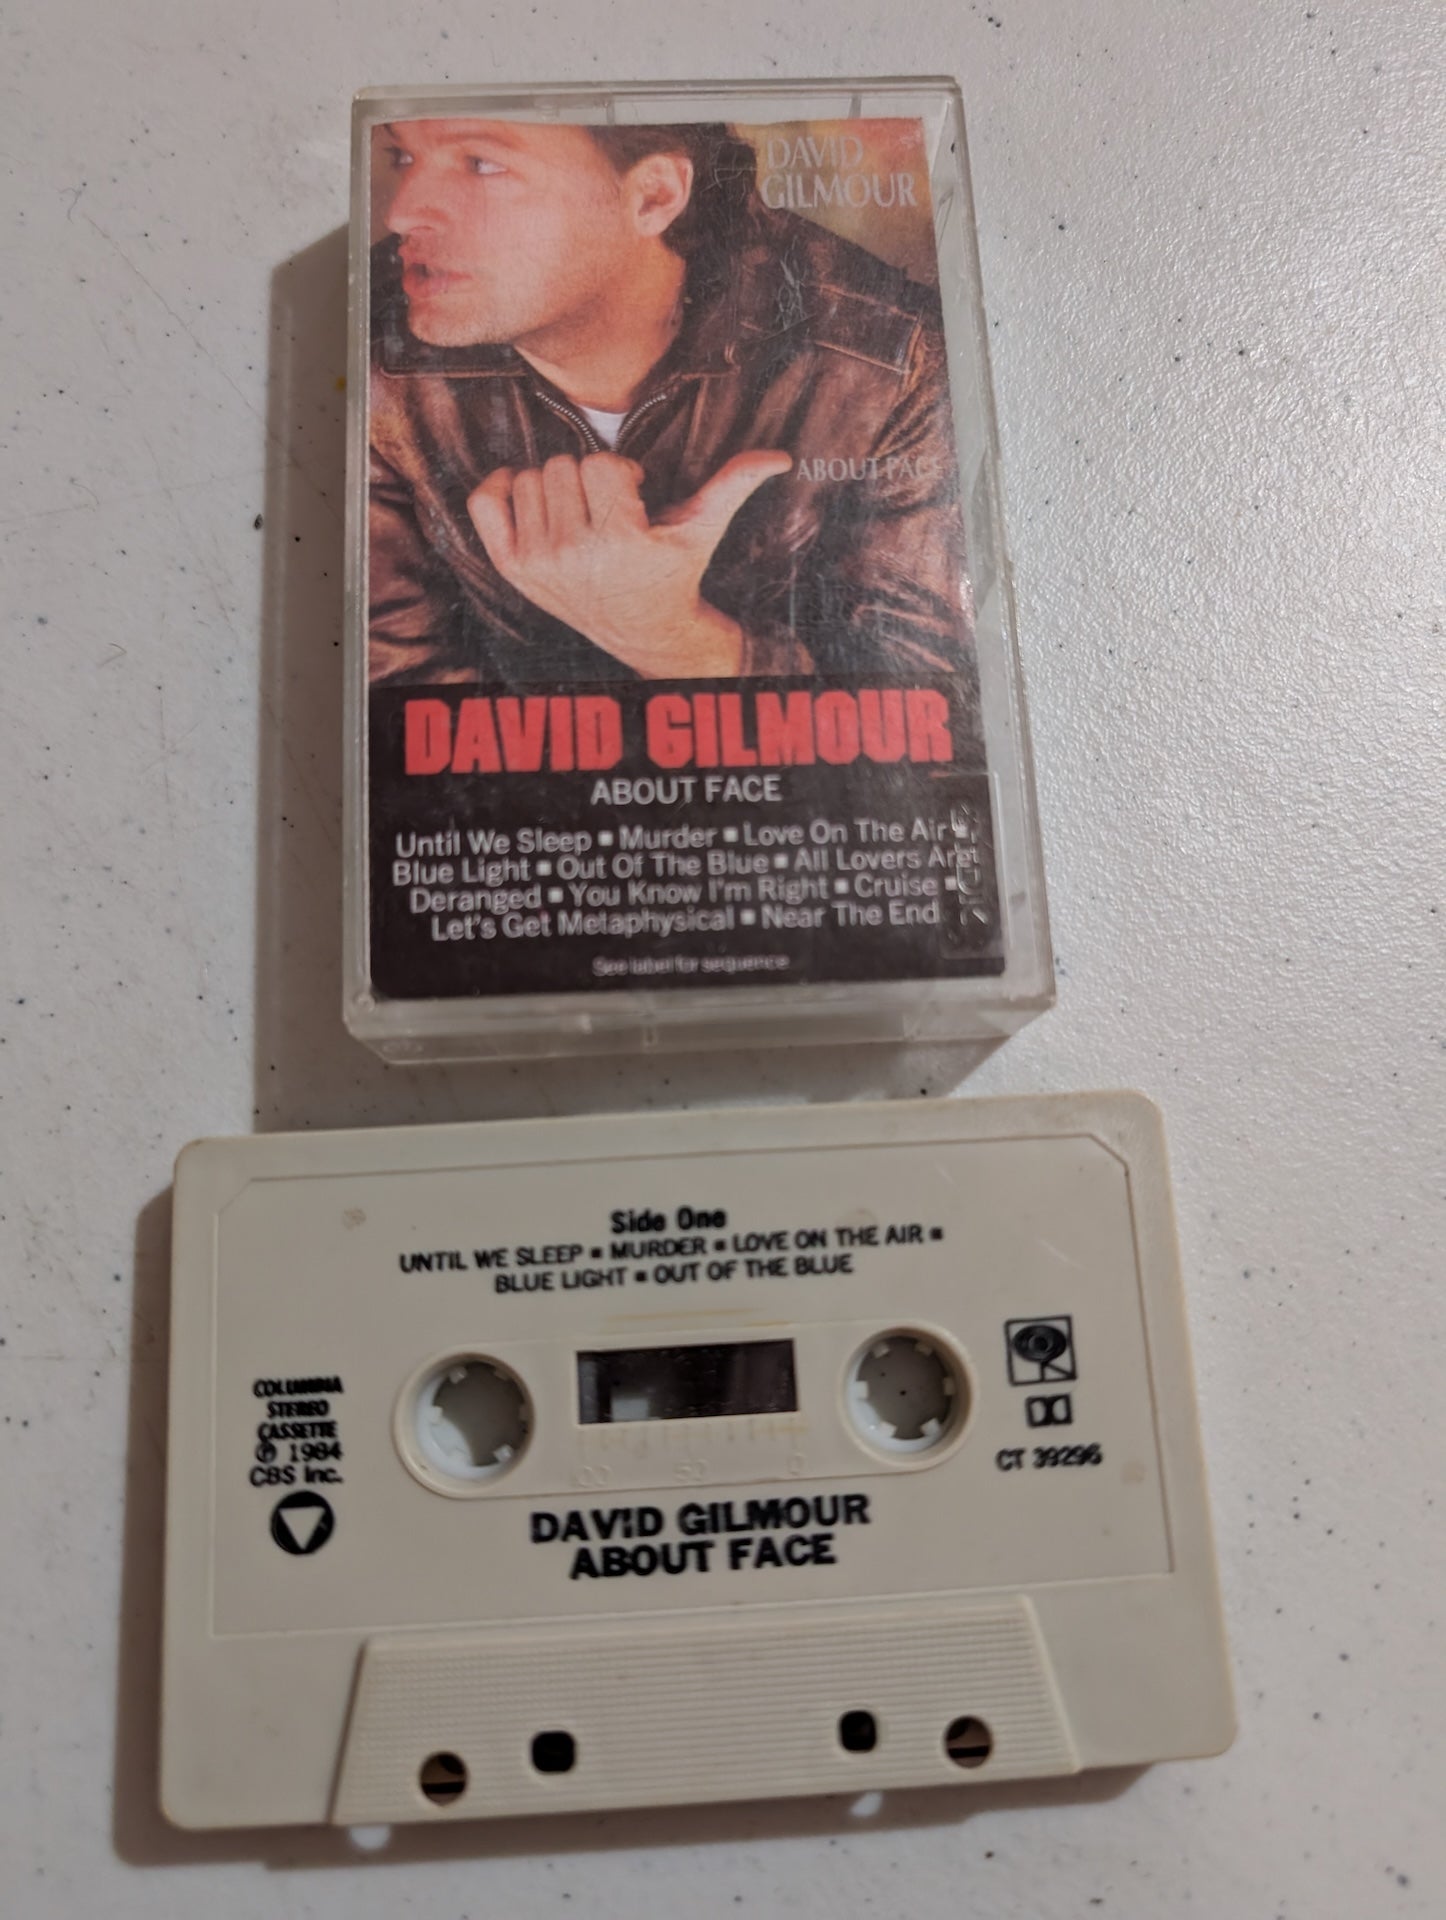 DAVID
GILMOUR
ABOUT FACE
DAVID GILMOUR
ABOUT FACE
Until We Sleep ▪ Murder ▪ Love On The Air ▪
Blue Light ▪ Out Of The Blue ▪ All Lovers Are
Deranged ▪ You Know I'm Right ▪ Cruise ▪
Let's Get Metaphysical ▪ Near The End
See label for sequence
Side One
UNTIL WE SLEEP ▪ MURDER ▪ LOVE ON THE AIR ▪
BLUE LIGHT ▪ OUT OF THE BLUE
COLUMBIA
STEREO
CASSETTE
℗ 1984
CBS Inc.
CT 39296
100 50 0
DAVID GILMOUR
ABOUT FACE